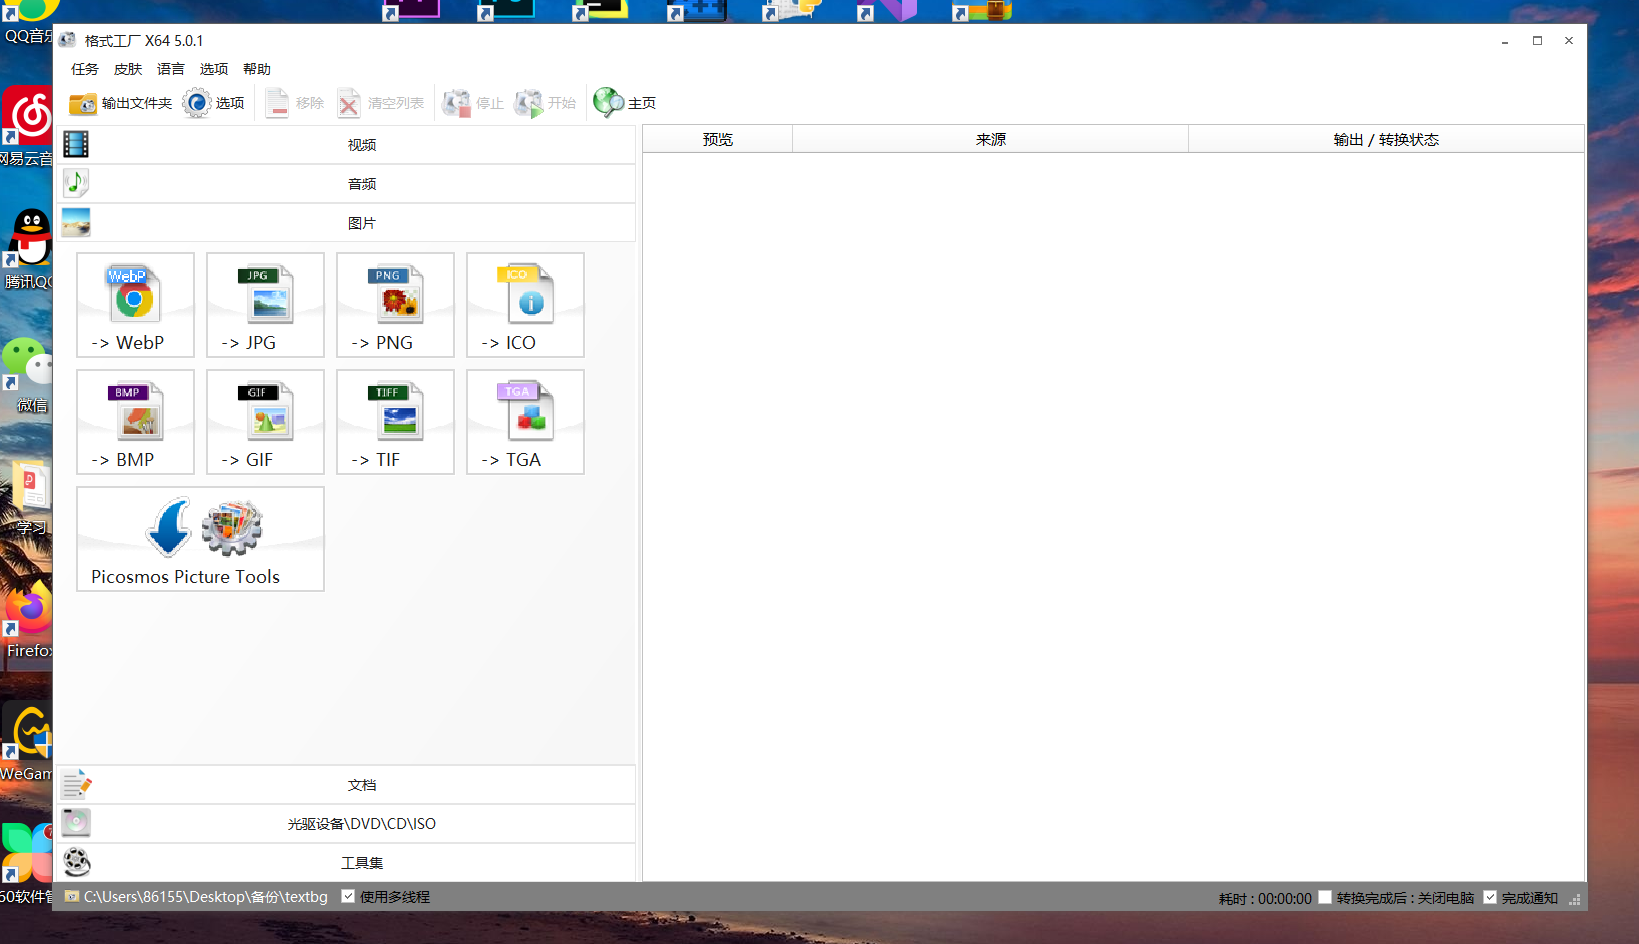 QQ音乐
格式工厂 X64 5.0.1
任务 皮肤 语言 选项 帮助
输出文件夹 选项 移除 清空列表 停止 开始 主页
视频
音频
图片
预览 来源 输出 / 转换状态
WebP JPG PNG ICO
-> WebP -> JPG -> PNG -> ICO
BMP GIF TIFF TGA
-> BMP -> GIF -> TIF -> TGA
Picosmos Picture Tools
文档
光驱设备\DVD\CD\ISO
工具集
C:\Users\86155\Desktop\备份\textbg 使用多线程
耗时 : 00:00:00 转换完成后 : 关闭电脑 完成通知
网易云音
腾讯QQ
微信
学习
Firefox
WeGam
60软件管